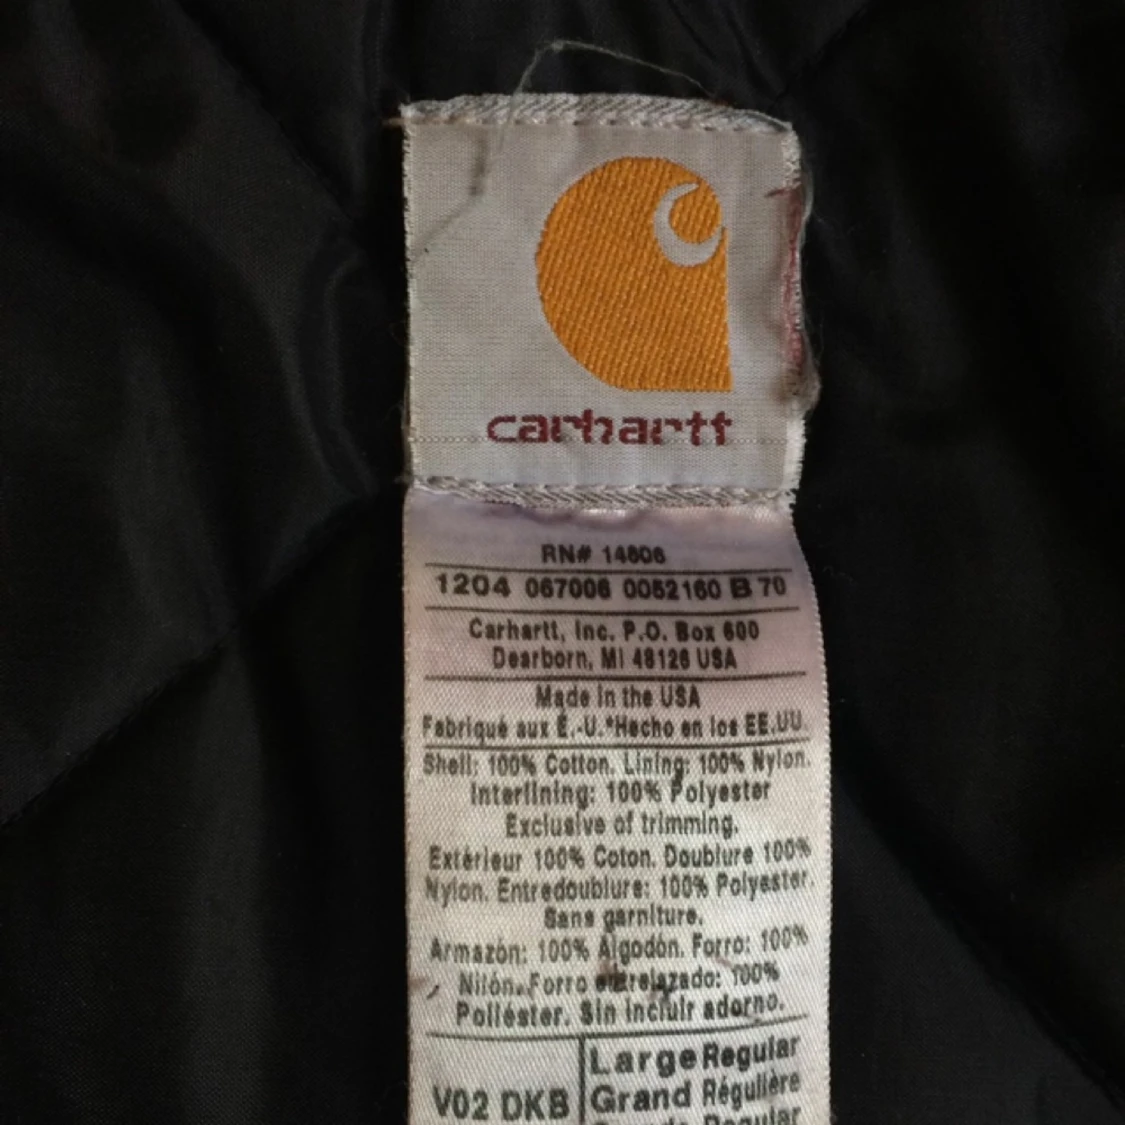 carhartt
RN# 14806
1204 067006 0052160 B 70
Carhartt, Inc. P.O. Box 600
Dearborn, MI 48126 USA
Made in the USA
Fabriqué aux É.-U.*Hecho en los EE.UU.
Shell: 100% Cotton. Lining: 100% Nylon.
Interlining: 100% Polyester
Exclusive of trimming.
Extérieur 100% Coton. Doublure 100%
Nylon. Entredoublure: 100% Polyester.
Sans garniture.
Armazón: 100% Algodón. Forro: 100%
Nilón. Forro entrelazado: 100%
Poliéster. Sin incluir adorno.
V02 DKB
Large Regular
Grand Régulière
Regular